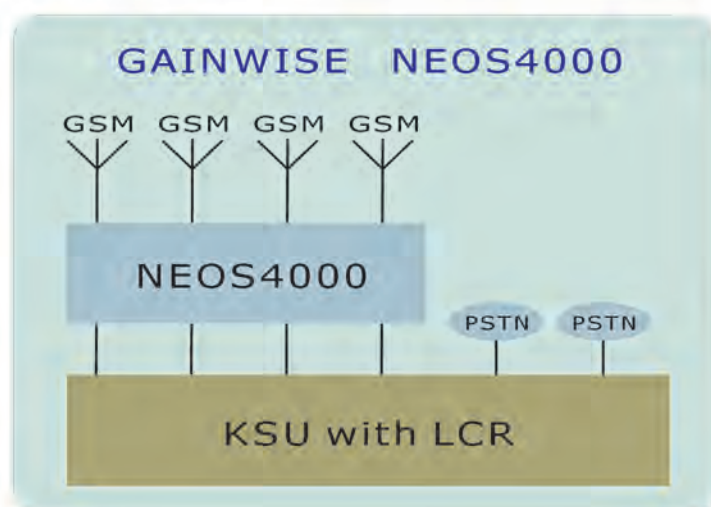 GAINWISE NEOS4000
GSM GSM GSM GSM
NEOS4000
PSTN PSTN
KSU with LCR